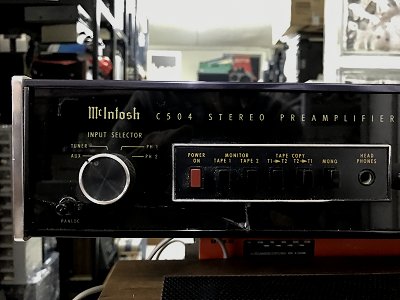 McIntosh C504 STEREO PREAMPLIFIER
INPUT SELECTOR
TUNER PH 1
AUX PH 2
PANLOC
POWER ON
MONITOR
TAPE 1 TAPE 2
TAPE COPY
T1▸T2 T2▸T1
MONO
HEAD PHONES